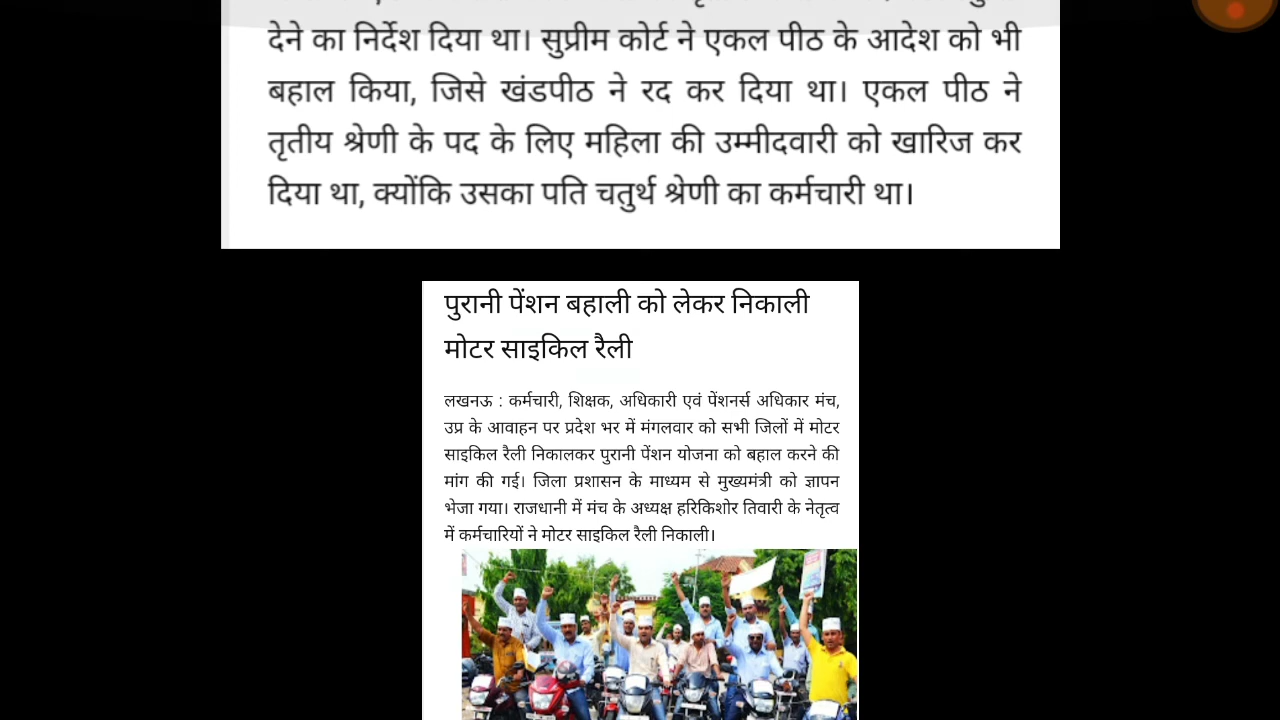 देने का निर्देश दिया था। सुप्रीम कोर्ट ने एकल पीठ के आदेश को भी
बहाल किया, जिसे खंडपीठ ने रद कर दिया था। एकल पीठ ने
तृतीय श्रेणी के पद के लिए महिला की उम्मीदवारी को खारिज कर
दिया था, क्योंकि उसका पति चतुर्थ श्रेणी का कर्मचारी था।
पुरानी पेंशन बहाली को लेकर निकाली
मोटर साइकिल रैली
लखनऊ : कर्मचारी, शिक्षक, अधिकारी एवं पेंशनर्स अधिकार मंच,
उप्र के आवाहन पर प्रदेश भर में मंगलवार को सभी जिलों में मोटर
साइकिल रैली निकालकर पुरानी पेंशन योजना को बहाल करने की
मांग की गई। जिला प्रशासन के माध्यम से मुख्यमंत्री को ज्ञापन
भेजा गया। राजधानी में मंच के अध्यक्ष हरिकिशोर तिवारी के नेतृत्व
में कर्मचारियों ने मोटर साइकिल रैली निकाली।